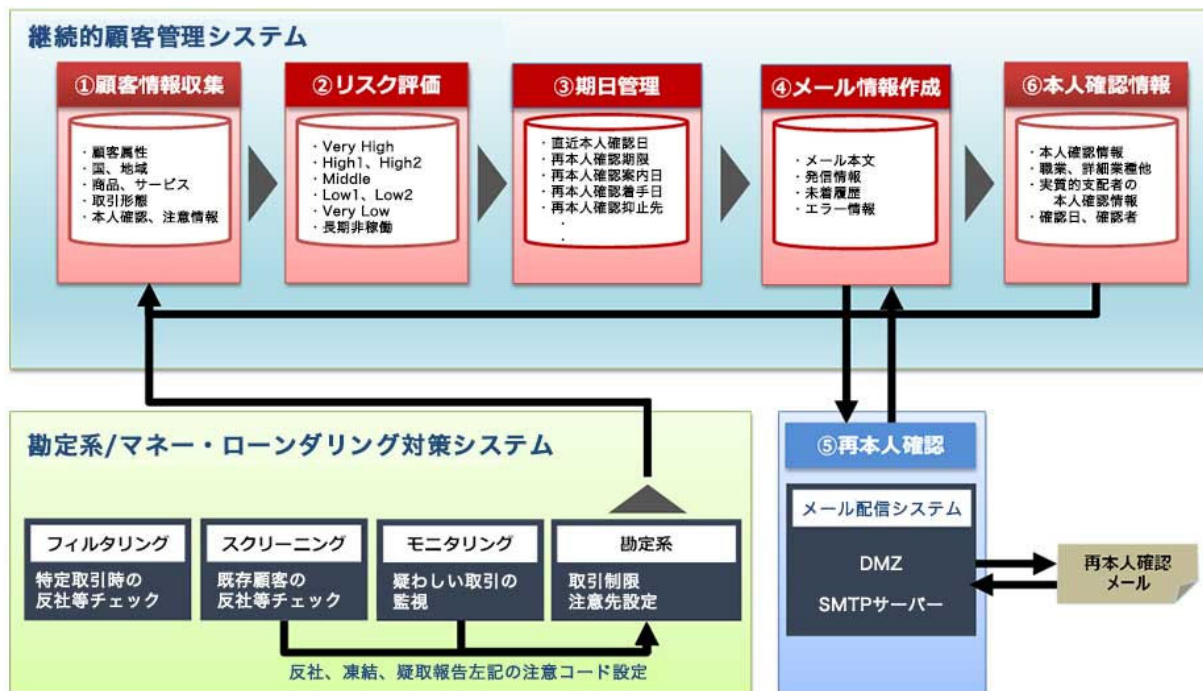 継続的顧客管理システム
①顧客情報収集
・顧客属性
・国、地域
・商品、サービス
・取引形態
・本人確認、注意情報
②リスク評価
・Very High
・High1、High2
・Middle
・Low1、Low2
・Very Low
・長期非稼働
③期日管理
・直近本人確認日
・再本人確認期限
・再本人確認案内日
・再本人確認着手日
・再本人確認抑止先
・
・
④メール情報作成
・メール本文
・発信情報
・未着履歴
・エラー情報
⑥本人確認情報
・本人確認情報
・職業、詳細業種他
・実質的支配者の
本人確認情報
・確認日、確認者
勘定系/マネー・ローンダリング対策システム
フィルタリング
特定取引時の
反社等チェック
スクリーニング
既存顧客の
反社等チェック
モニタリング
疑わしい取引の
監視
勘定系
取引制限
注意先設定
反社、凍結、疑取報告左記の注意コード設定
⑤再本人確認
メール配信システム
DMZ
SMTPサーバー
再本人確認
メール